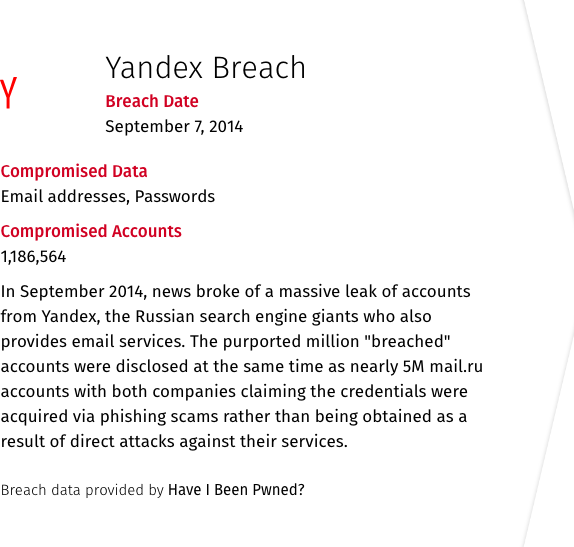 Yandex Breach
Y
Breach Date
September 7, 2014
Compromised Data
Email addresses, Passwords
Compromised Accounts
1,186,564
In September 2014, news broke of a massive leak of accounts
from Yandex, the Russian search engine giants who also
provides email services. The purported million "breached"
accounts were disclosed at the same time as nearly 5M mail.ru
accounts with both companies claiming the credentials were
acquired via phishing scams rather than being obtained as a
result of direct attacks against their services.
Breach data provided by Have I Been Pwned?